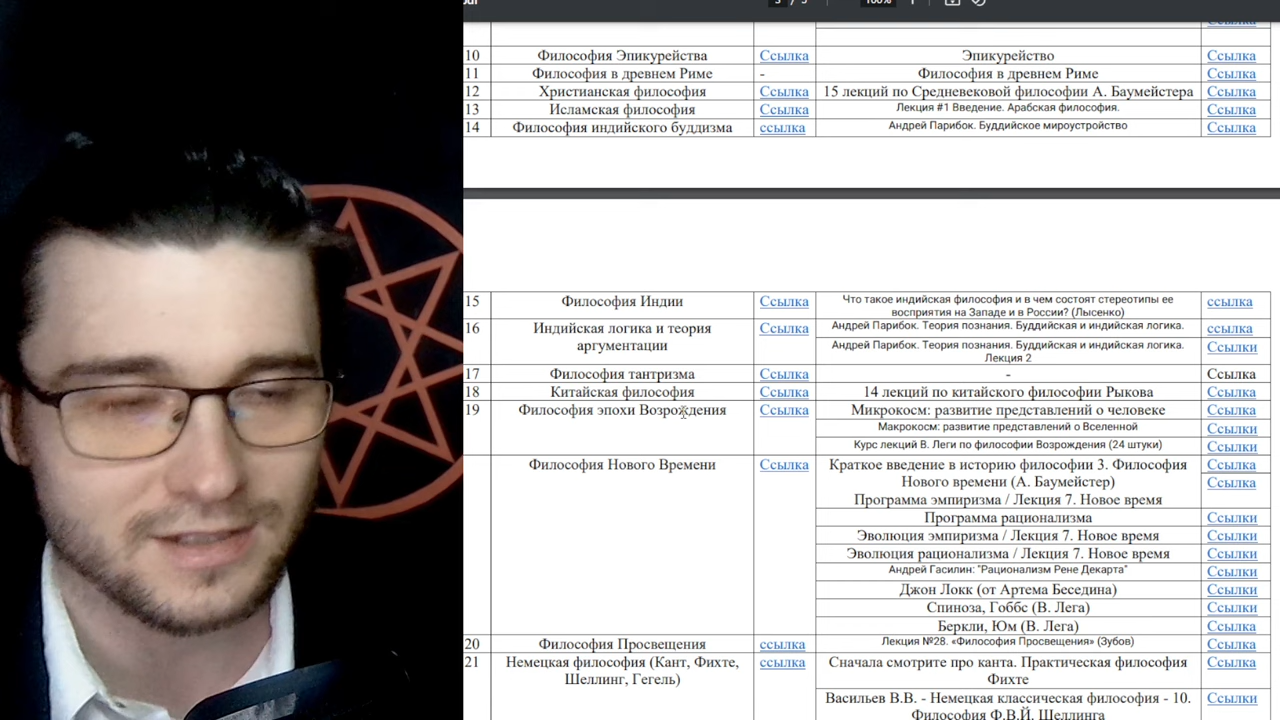 100%
Ссылка
10 Философия Эпикурейства Ссылка Эпикурейство Ссылка
11 Философия в древнем Риме - Философия в древнем Риме Ссылка
12 Христианская философия Ссылка 15 лекций по Средневековой философии А. Баумейстера Ссылка
13 Исламская философия Ссылка Лекция #1 Введение. Арабская философия. Ссылка
14 Философия индийского буддизма ссылка Андрей Парибок. Буддийское мироустройство Ссылка
15 Философия Индии Ссылка Что такое индийская философия и в чем состоят стереотипы ее ссылка
восприятия на Западе и в России? (Лысенко)
16 Индийская логика и теория Ссылка Андрей Парибок. Теория познания. Буддийская и индийская логика. ссылка
аргументации Андрей Парибок. Теория познания. Буддийская и индийская логика. Ссылки
Лекция 2
17 Философия тантризма Ссылка - Ссылка
18 Китайская философия Ссылка 14 лекций по китайского философии Рыкова Ссылка
19 Философия эпохи Возрождения Ссылка Микрокосм: развитие представлений о человеке Ссылка
Макрокосм: развитие представлений о Вселенной Ссылки
Курс лекций В. Леги по философии Возрождения (24 штуки) Ссылки
Философия Нового Времени Ссылка Краткое введение в историю философии 3. Философия Ссылка
Нового времени (А. Баумейстер) Ссылка
Программа эмпиризма / Лекция 7. Новое время
Программа рационализма Ссылки
Эволюция эмпиризма / Лекция 7. Новое время Ссылки
Эволюция рационализма / Лекция 7. Новое время Ссылки
Андрей Гасилин: "Рационализм Рене Декарта" Ссылки
Джон Локк (от Артема Беседина) Ссылка
Спиноза, Гоббс (В. Лега) Ссылки
Беркли, Юм (В. Лега) Ссылка
20 Философия Просвещения ссылка Лекция №28. «Философия Просвещения» (Зубов) Ссылка
21 Немецкая философия (Кант, Фихте, ссылка Сначала смотрите про канта. Практическая философия Ссылка
Шеллинг, Гегель) Фихте
Васильев В.В. - Немецкая классическая философия - 10. Ссылки
Философия Ф.В.Й. Шеллинга